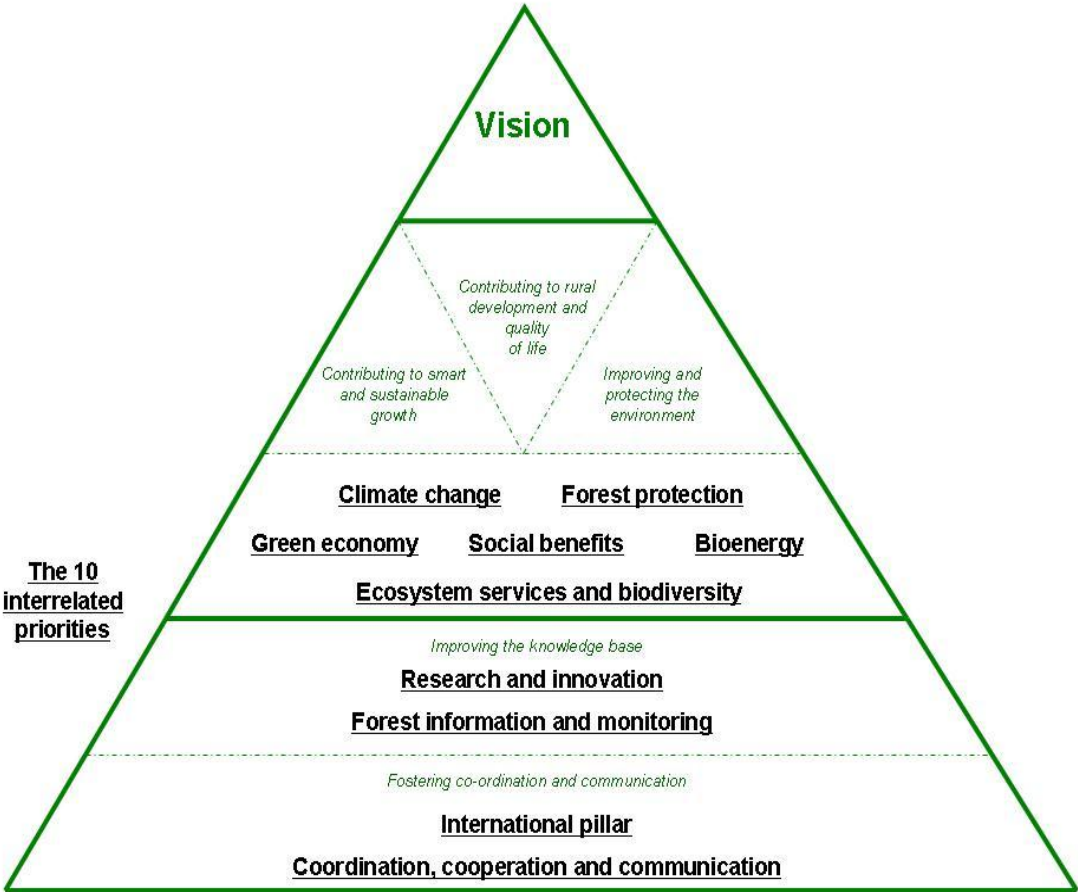 Vision
Contributing to rural
development and
quality
of life
Contributing to smart
and sustainable
growth
Improving and
protecting the
environment
Climate change
Forest protection
Green economy
Social benefits
Bioenergy
Ecosystem services and biodiversity
The 10
interrelated
priorities
Improving the knowledge base
Research and innovation
Forest information and monitoring
Fostering co-ordination and communication
International pillar
Coordination, cooperation and communication